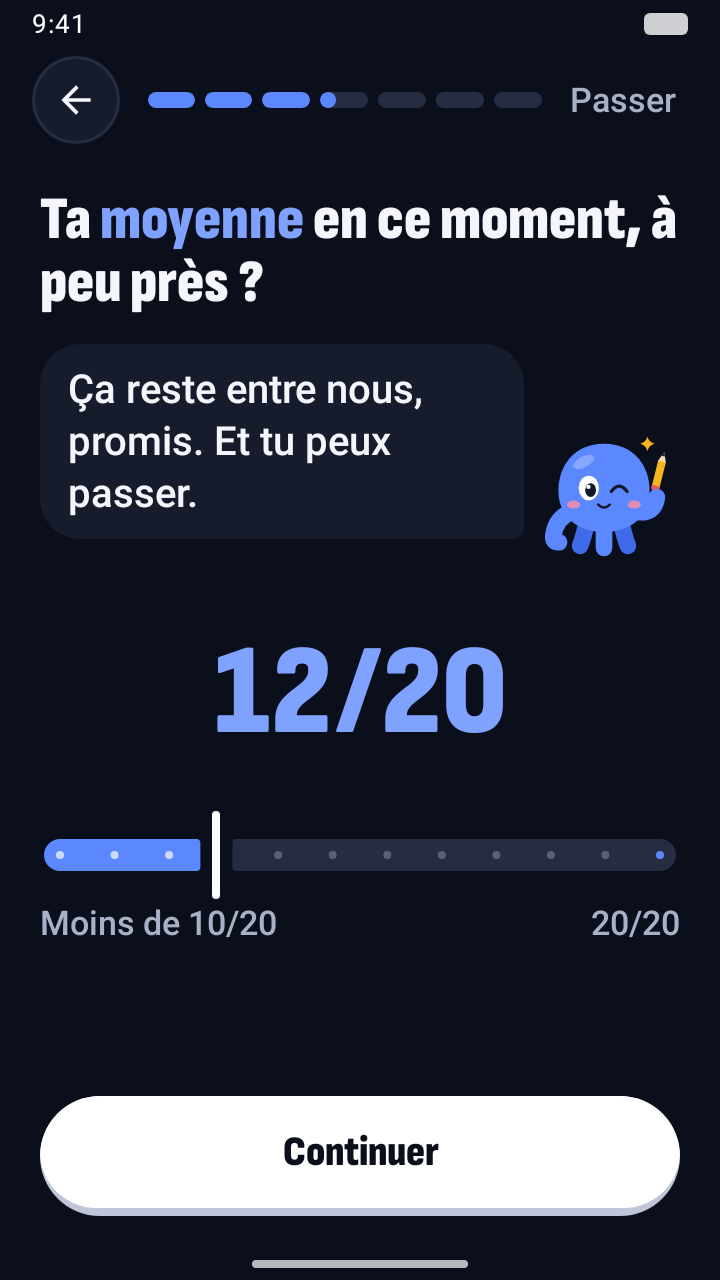 9:41
Passer
Ta moyenne en ce moment, à
peu près ?
Ça reste entre nous,
promis. Et tu peux
passer.
12/20
Moins de 10/20
20/20
Continuer